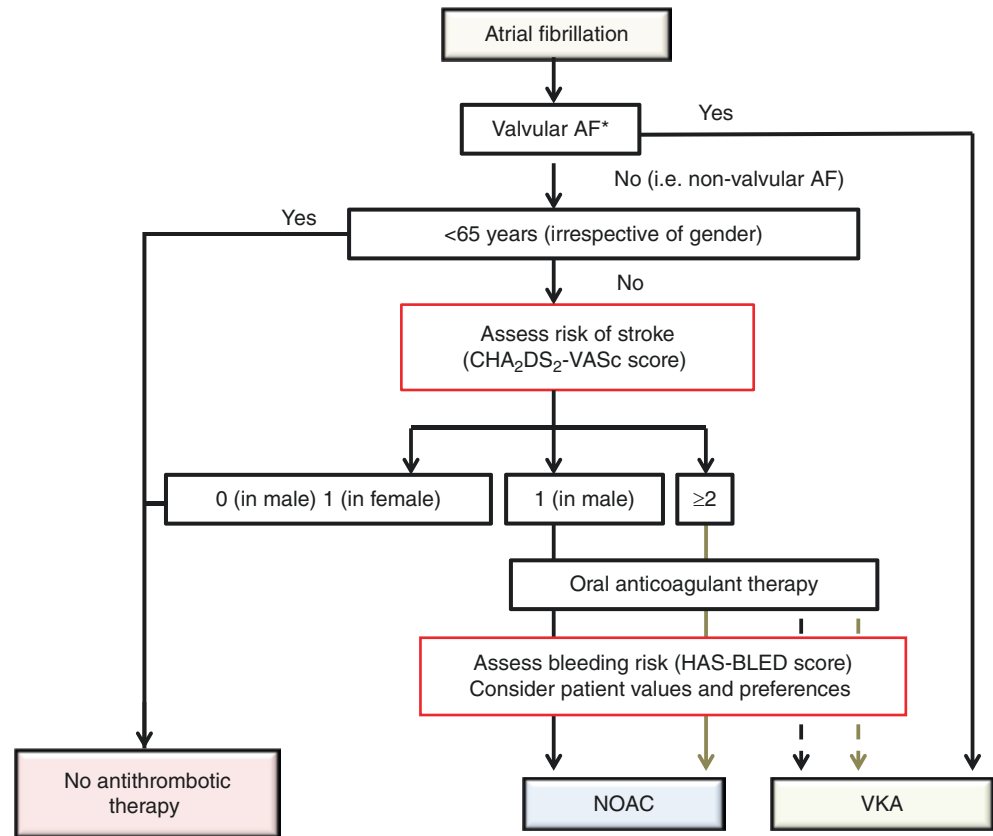 Atrial fibrillation
Valvular AF*
Yes
No (i.e. non-valvular AF)
Yes
<65 years (irrespective of gender)
No
Assess risk of stroke
(CHA₂DS₂-VASc score)
0 (in male) 1 (in female)
1 (in male)
≥2
Oral anticoagulant therapy
Assess bleeding risk (HAS-BLED score)
Consider patient values and preferences
No antithrombotic
therapy
NOAC
VKA